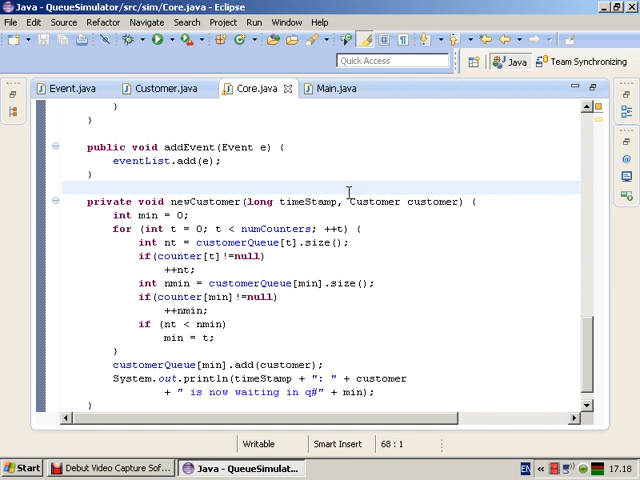 Java - QueueSimulator/src/sim/Core.java - Eclipse
File Edit Source Refactor Navigate Search Project Run Window Help
Quick Access
Java
Team Synchronizing
Event.java
Customer.java
Core.java
Main.java
}
}
public void addEvent(Event e) {
eventList.add(e);
}
private void newCustomer(long timeStamp, Customer customer) {
int min = 0;
for (int t = 0; t < numCounters; ++t) {
int nt = customerQueue[t].size();
if(counter[t]!=null)
++nt;
int nmin = customerQueue[min].size();
if(counter[min]!=null)
++nmin;
if (nt < nmin)
min = t;
}
customerQueue[min].add(customer);
System.out.println(timeStamp + ": " + customer
+ " is now waiting in q#" + min);
}
Writable
Smart Insert
68 : 1
Start
Debut Video Capture Sof...
Java - QueueSimulat...
EN
17.18